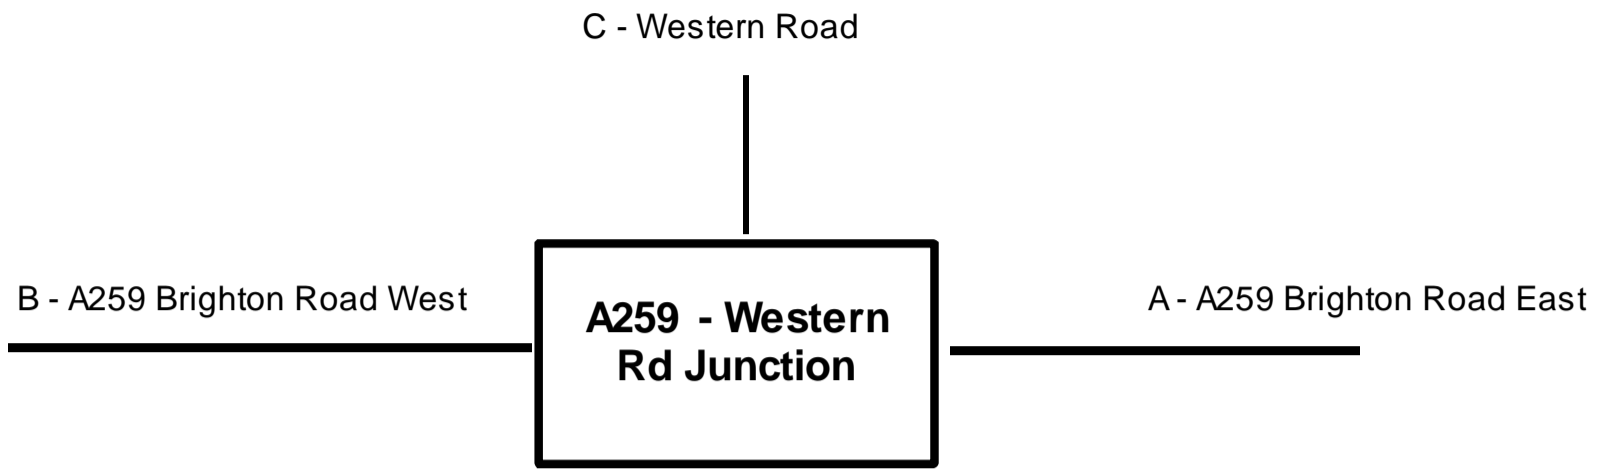 C - Western Road
B - A259 Brighton Road West
A - A259 Brighton Road East
A259 - Western
Rd Junction